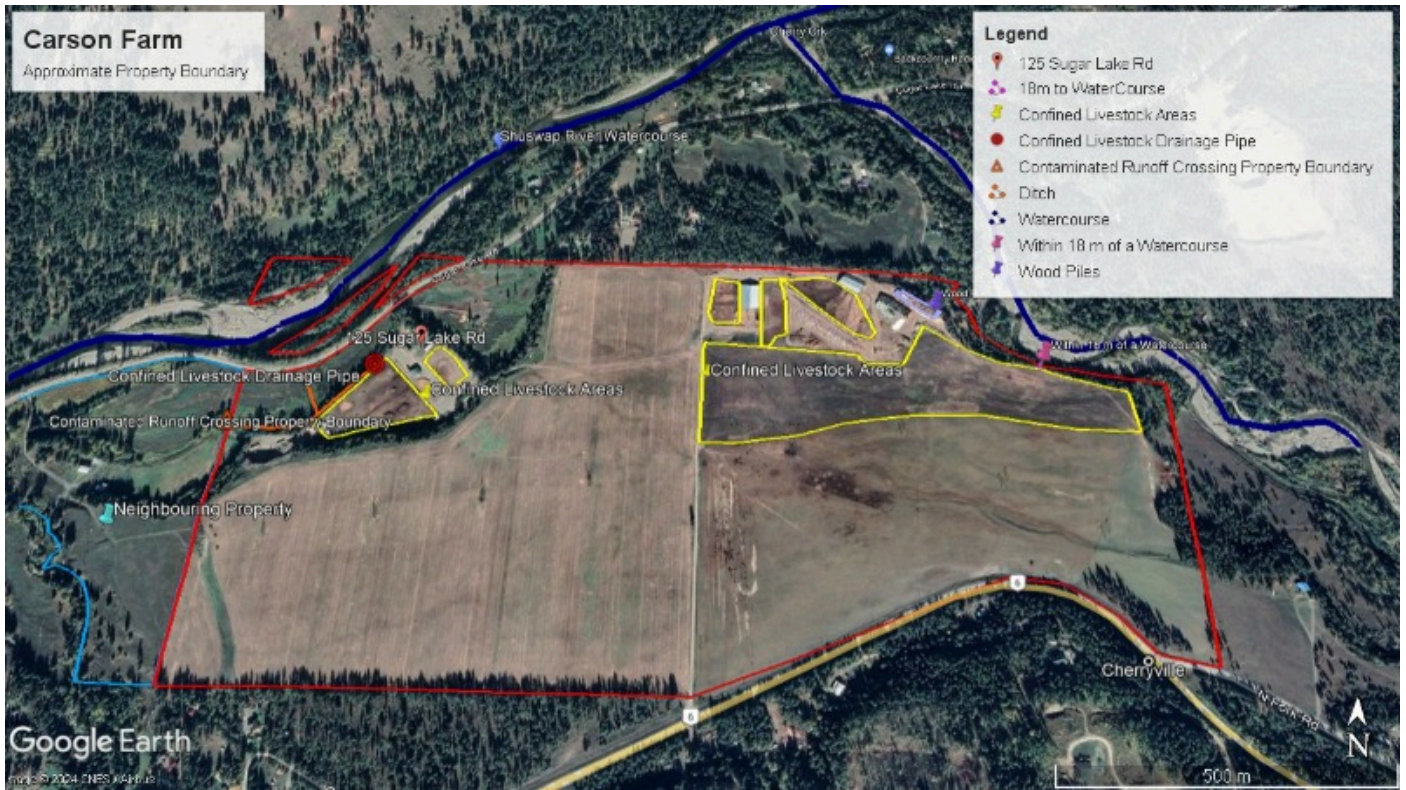 Carson Farm
Approximate Property Boundary
Legend
125 Sugar Lake Rd
18m to WaterCourse
Confined Livestock Areas
Confined Livestock Drainage Pipe
Contaminated Runoff Crossing Property Boundary
Ditch
Watercourse
Within 18 m of a Watercourse
Wood Piles
Cherry Crk
Shuswap River Watercourse
125 Sugar Lake Rd
Confined Livestock Drainage Pipe
Confined Livestock Areas
Contaminated Runoff Crossing Property Boundary
Neighbouring Property
Wood
Within 18 m of a Watercourse
Confined Livestock Areas
6
Cherryville
6
N Fork Rd
Google Earth
N
500 m